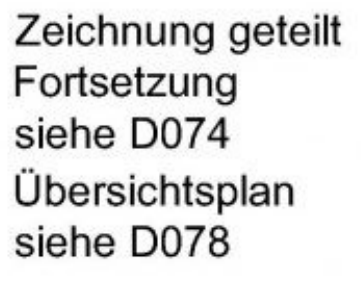 Zeichnung geteilt
Fortsetzung
siehe D074
Übersichtsplan
siehe D078